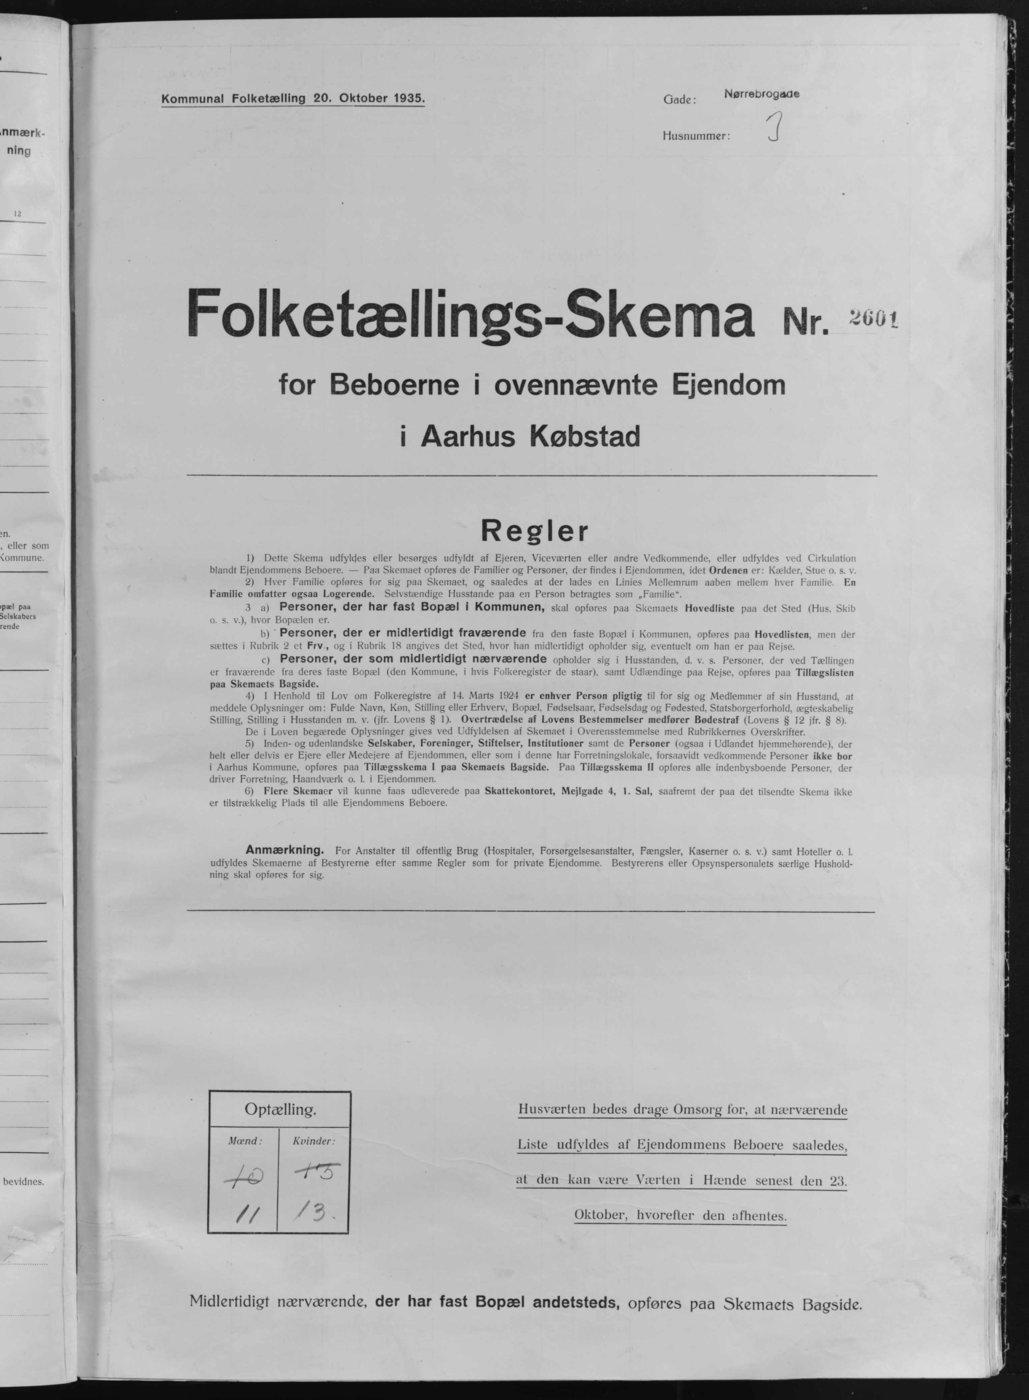 nmærk-
ning
12
en.
, eller som
Kommune.
opæl paa
Selskabers
rende
bevidnes.
Kommunal Folketælling 20. Oktober 1935.
Gade: Nørrebrogade
Husnummer: 3
Folketællings-Skema Nr. 2601
for Beboerne i ovennævnte Ejendom
i Aarhus Købstad
Regler
1) Dette Skema udfyldes eller besørges udfyldt af Ejeren, Viceværten eller andre Vedkommende, eller udfyldes ved Cirkulation
blandt Ejendommens Beboere. — Paa Skemaet opføres de Familier og Personer, der findes i Ejendommen, idet Ordenen er: Kælder, Stue o. s. v.
2) Hver Familie opføres for sig paa Skemaet, og saaledes at der lades en Linies Mellemrum aaben mellem hver Familie. En
Familie omfatter ogsaa Logerende. Selvstændige Husstande paa en Person betragtes som „Familie“.
3 a) Personer, der har fast Bopæl i Kommunen, skal opføres paa Skemaets Hovedliste paa det Sted (Hus, Skib
o. s. v.), hvor Bopælen er.
b) Personer, der er midlertidigt fraværende fra den faste Bopæl i Kommunen, opføres paa Hovedlisten, men der
sættes i Rubrik 2 et Frv., og i Rubrik 18 angives det Sted, hvor han midlertidigt opholder sig, eventuelt om han er paa Rejse.
c) Personer, der som midlertidigt nærværende opholder sig i Husstanden, d. v. s. Personer, der ved Tællingen
er fraværende fra deres faste Bopæl (den Kommune, i hvis Folkeregister de staar), samt Udlændinge paa Rejse, opføres paa Tillægslisten
paa Skemaets Bagside.
4) I Henhold til Lov om Folkeregistre af 14. Marts 1924 er enhver Person pligtig til for sig og Medlemmer af sin Husstand, at
meddele Oplysninger om: Fulde Navn, Køn, Stilling eller Erhverv, Bopæl, Fødselsaar, Fødselsdag og Fødested, Statsborgerforhold, ægteskabelig
Stilling, Stilling i Husstanden m. v. (jfr. Lovens § 1). Overtrædelse af Lovens Bestemmelser medfører Bødestraf (Lovens § 12 jfr. § 8).
De i Loven begærede Oplysninger gives ved Udfyldelsen af Skemaet i Overensstemmelse med Rubrikkernes Overskrifter.
5) Inden- og udenlandske Selskaber, Foreninger, Stiftelser, Institutioner samt de Personer (ogsaa i Udlandet hjemmehørende), der
helt eller delvis er Ejere eller Medejere af Ejendommen, eller som i denne har Forretningslokale, forsaavidt vedkommende Personer ikke bor
i Aarhus Kommune, opføres paa Tillægsskema I paa Skemaets Bagside. Paa Tillægsskema II opføres alle indenbysboende Personer, der
driver Forretning, Haandværk o. l. i Ejendommen.
6) Flere Skemaer vil kunne faas udleverede paa Skattekontoret, Mejlgade 4, 1. Sal, saafremt der paa det tilsendte Skema ikke
er tilstrækkelig Plads til alle Ejendommens Beboere.
Anmærkning. For Anstalter til offentlig Brug (Hospitaler, Forsørgelsesanstalter, Fængsler, Kaserner o. s. v.) samt Hoteller o. l.
udfyldes Skemaerne af Bestyrerne efter samme Regler som for private Ejendomme. Bestyrerens eller Opsynspersonalets særlige Hushold-
ning skal opføres for sig.
Optælling.
Mænd: Kvinder:
10 15
11 13.
Husværten bedes drage Omsorg for, at nærværende
Liste udfyldes af Ejendommens Beboere saaledes,
at den kan være Værten i Hænde senest den 23.
Oktober, hvorefter den afhentes.
Midlertidigt nærværende, der har fast Bopæl andetsteds, opføres paa Skemaets Bagside.